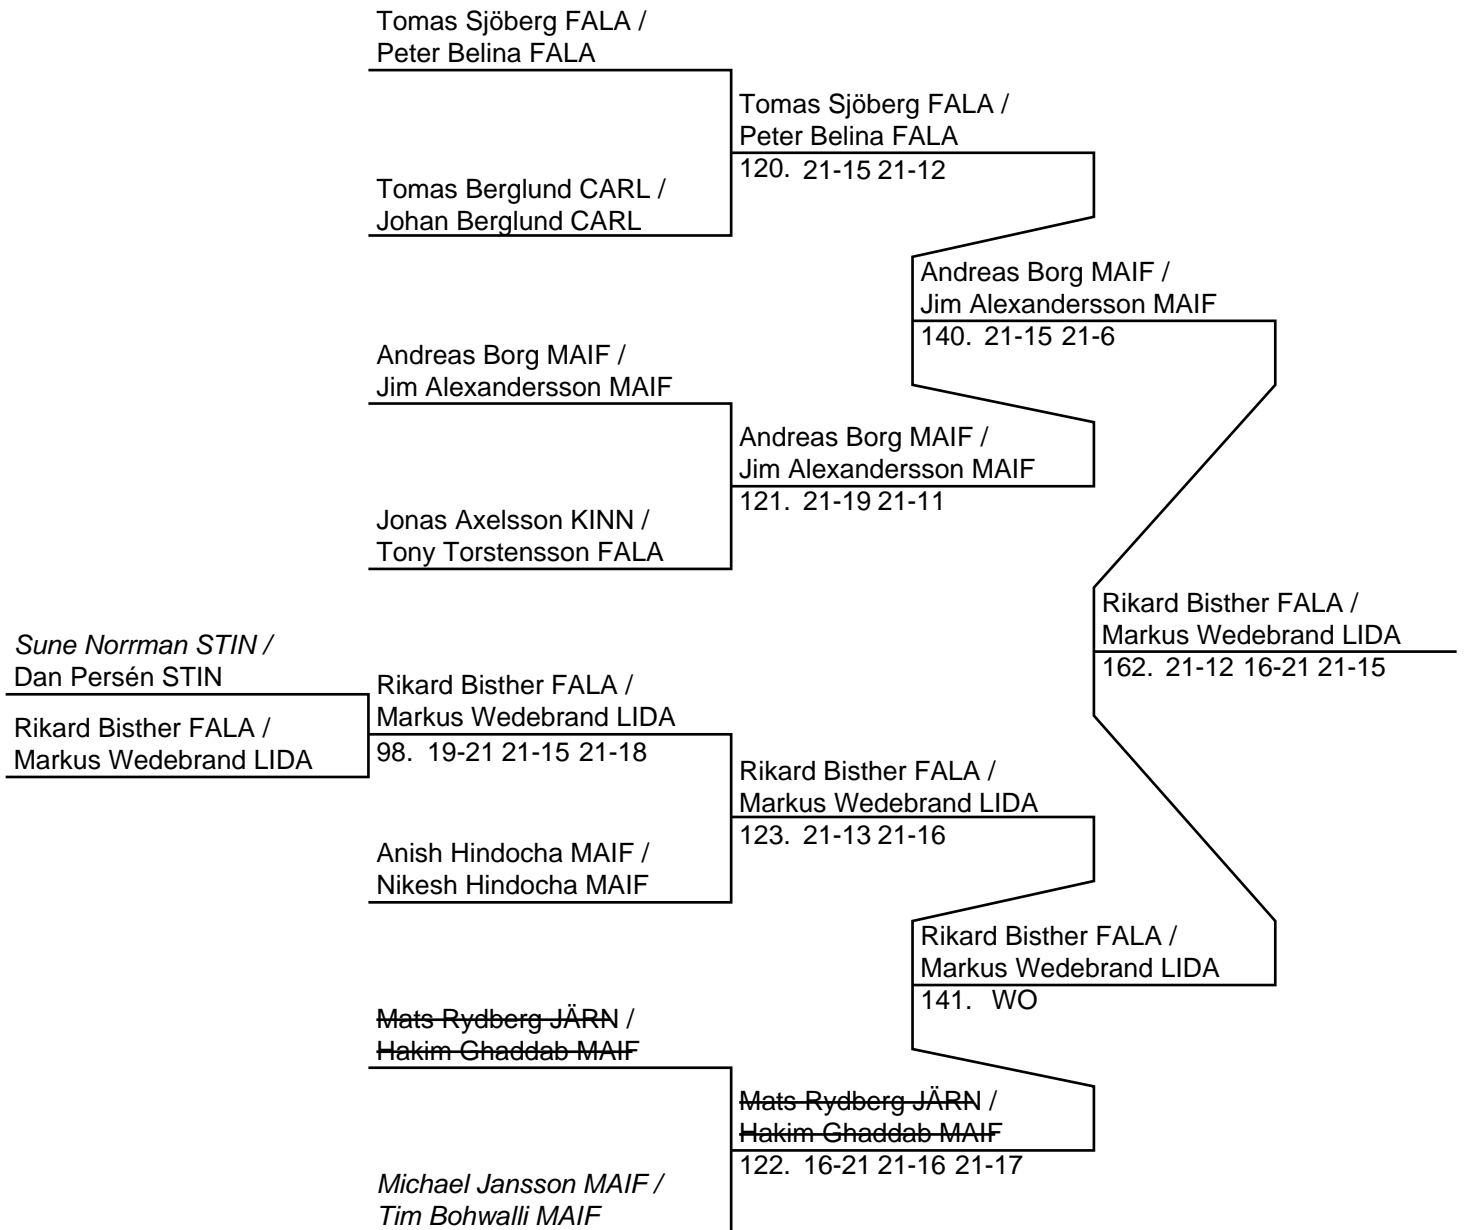 Tomas Sjöberg FALA /
Peter Belina FALA
Tomas Sjöberg FALA /
Peter Belina FALA
120. 21-15 21-12
Tomas Berglund CARL /
Johan Berglund CARL
Andreas Borg MAIF /
Jim Alexandersson MAIF
140. 21-15 21-6
Andreas Borg MAIF /
Jim Alexandersson MAIF
Andreas Borg MAIF /
Jim Alexandersson MAIF
121. 21-19 21-11
Jonas Axelsson KINN /
Tony Torstensson FALA
Rikard Bisther FALA /
Markus Wedebrand LIDA
162. 21-12 16-21 21-15
Sune Norrman STIN /
Dan Persén STIN
Rikard Bisther FALA /
Markus Wedebrand LIDA
98. 19-21 21-15 21-18
Rikard Bisther FALA /
Markus Wedebrand LIDA
Rikard Bisther FALA /
Markus Wedebrand LIDA
123. 21-13 21-16
Anish Hindocha MAIF /
Nikesh Hindocha MAIF
Rikard Bisther FALA /
Markus Wedebrand LIDA
141. WO
Mats Rydberg JÄRN /
Hakim Ghaddab MAIF
Mats Rydberg JÄRN /
Hakim Ghaddab MAIF
122. 16-21 21-16 21-17
Michael Jansson MAIF /
Tim Bohwalli MAIF